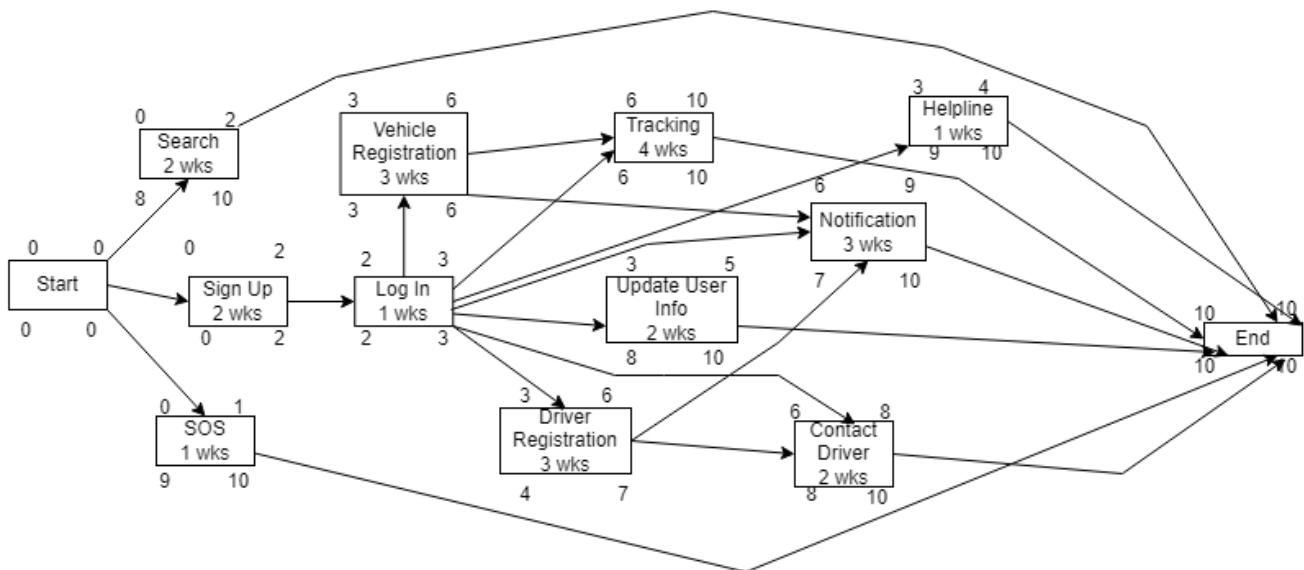 0 2
Search
2 wks
8 10
3 6
Vehicle
Registration
3 wks
3 6
6 10
Tracking
4 wks
6 10
3 4
Helpline
1 wks
9 10
6 9
Notification
3 wks
7 10
0 0
Start
0 0
0 2
Sign Up
2 wks
0 2
2 3
Log In
1 wks
2 3
3 5
Update User
Info
2 wks
8 10
10 10
End
10 10
0 1
SOS
1 wks
9 10
3 6
Driver
Registration
3 wks
4 7
6 8
Contact
Driver
2 wks
8 10